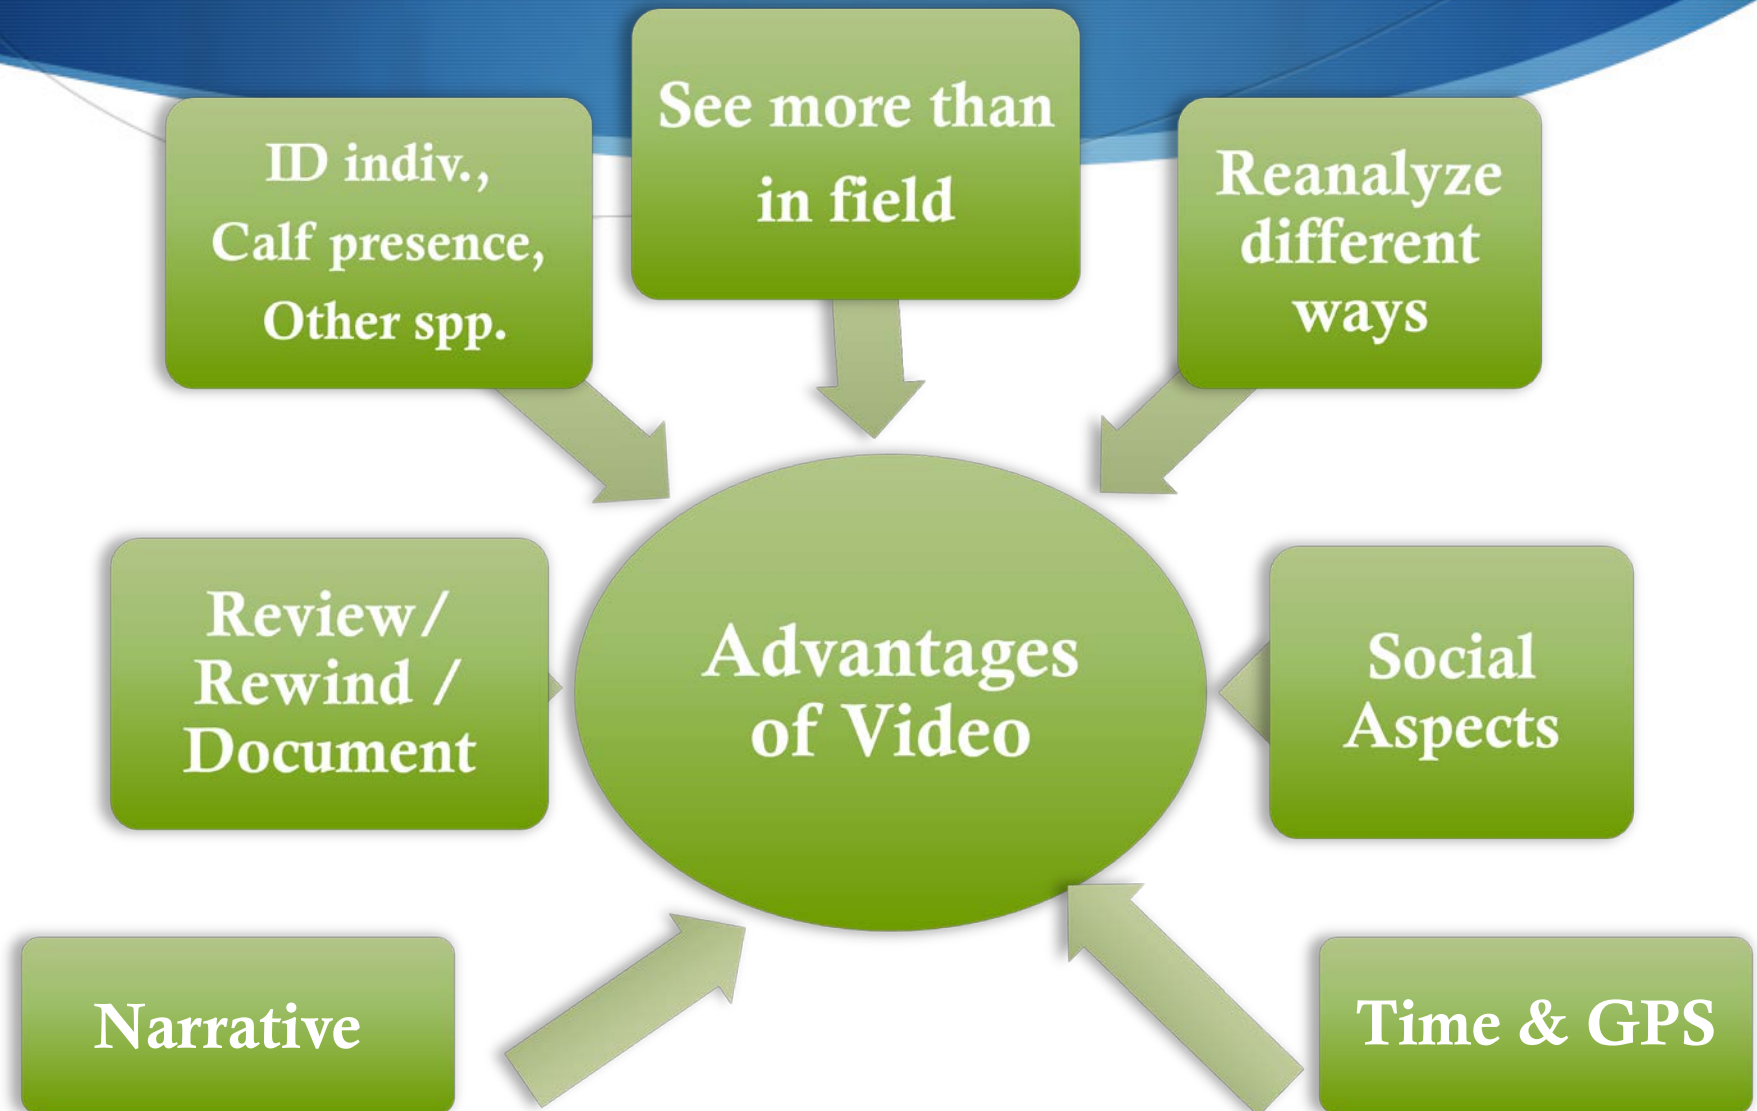 See more than
in field
ID indiv.,
Calf presence,
Other spp.
Reanalyze
different
ways
Review/
Rewind /
Document
Advantages
of Video
Social
Aspects
Narrative
Time & GPS